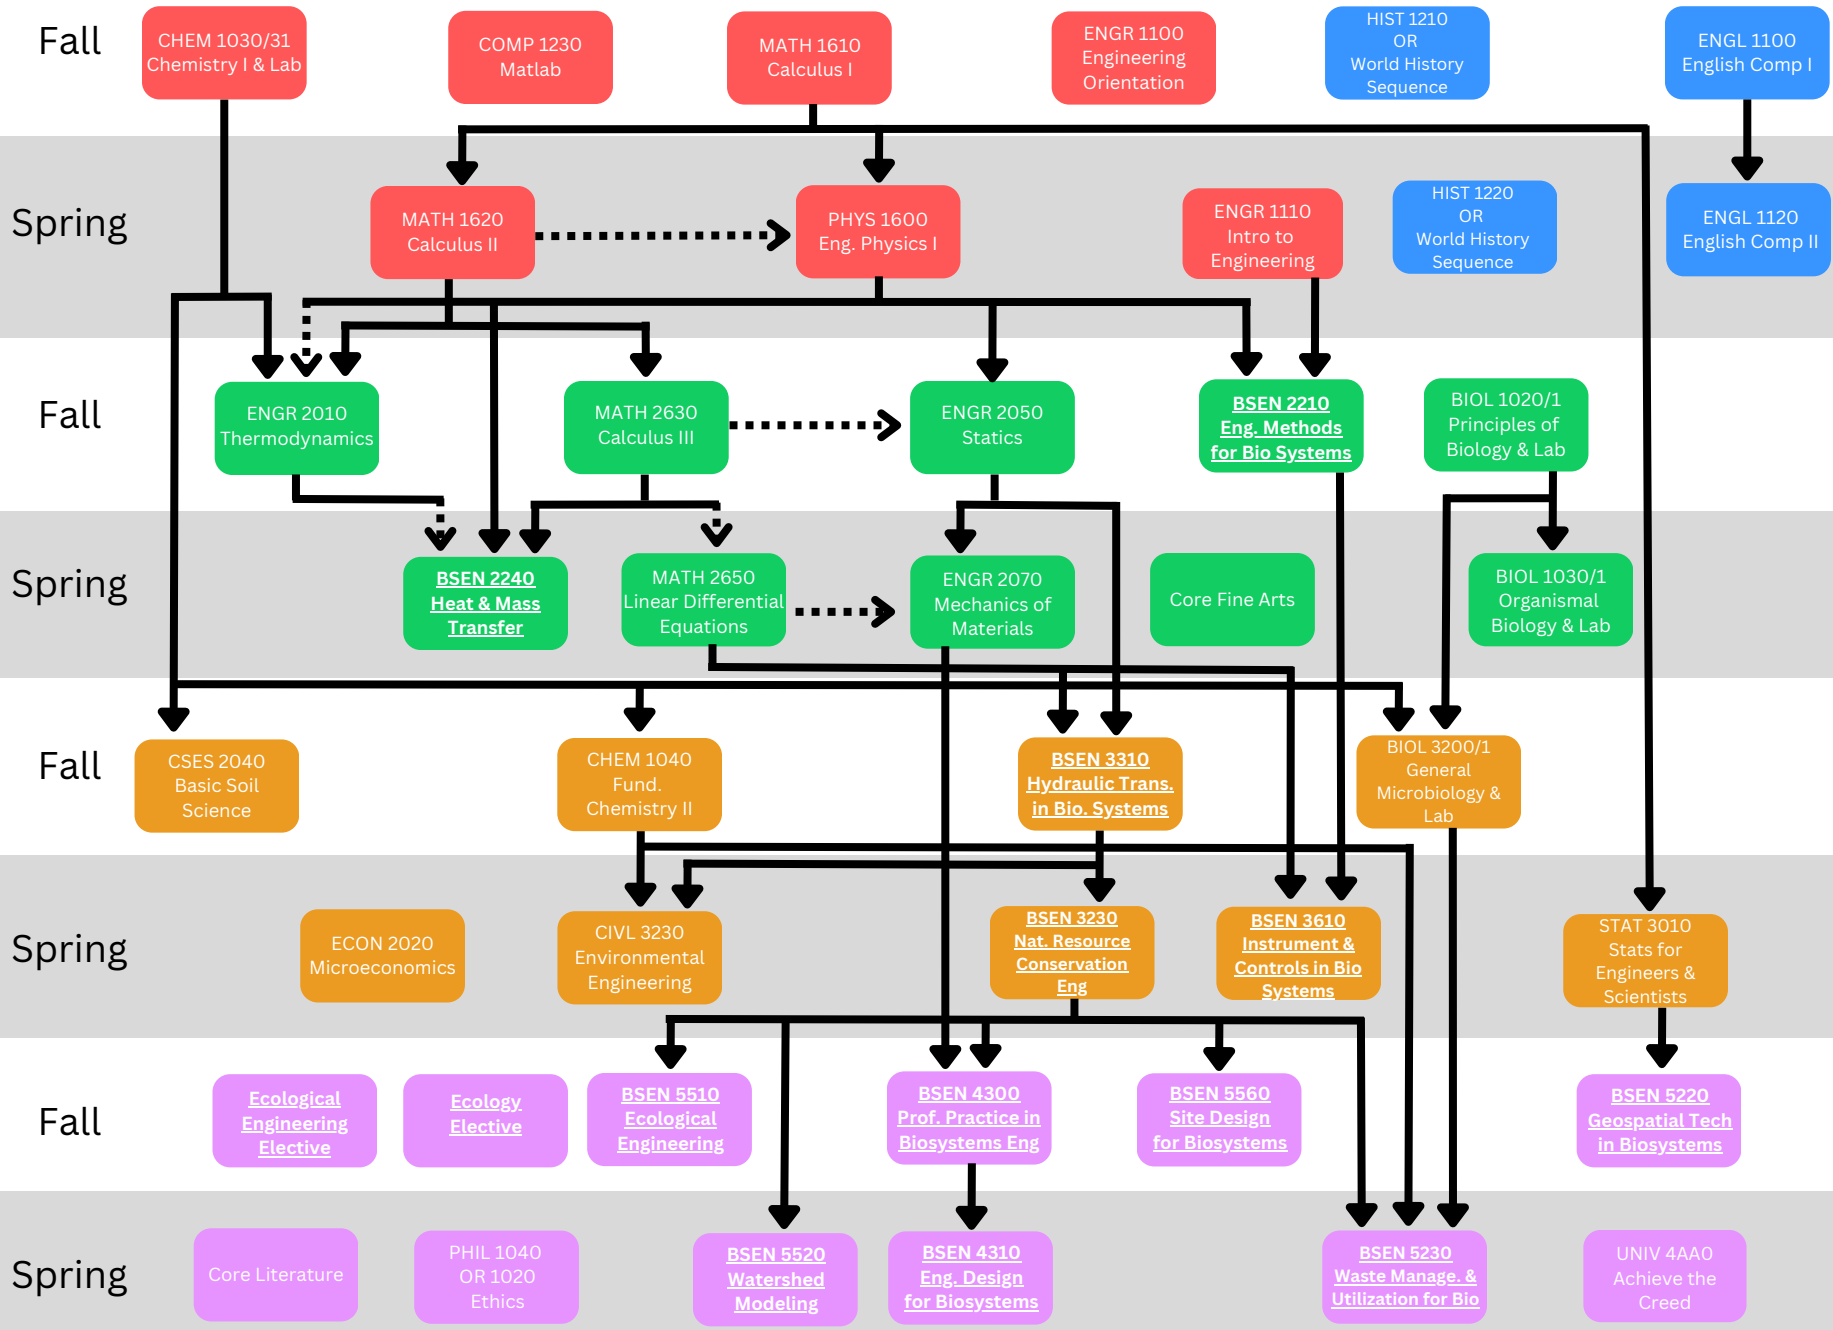 Fall
CHEM 1030/31
Chemistry I & Lab
COMP 1230
Matlab
MATH 1610
Calculus I
ENGR 1100
Engineering
Orientation
HIST 1210
OR
World History
Sequence
ENGL 1100
English Comp I
Spring
MATH 1620
Calculus II
PHYS 1600
Eng. Physics I
ENGR 1110
Intro to
Engineering
HIST 1220
OR
World History
Sequence
ENGL 1120
English Comp II
Fall
ENGR 2010
Thermodynamics
MATH 2630
Calculus III
ENGR 2050
Statics
BSEN 2210
Eng. Methods
for Bio Systems
BIOL 1020/1
Principles of
Biology & Lab
Spring
BSEN 2240
Heat & Mass
Transfer
MATH 2650
Linear Differential
Equations
ENGR 2070
Mechanics of
Materials
Core Fine Arts
BIOL 1030/1
Organismal
Biology & Lab
Fall
CSES 2040
Basic Soil
Science
CHEM 1040
Fund.
Chemistry II
BSEN 3310
Hydraulic Trans.
in Bio. Systems
BIOL 3200/1
General
Microbiology &
Lab
Spring
ECON 2020
Microeconomics
CIVL 3230
Environmental
Engineering
BSEN 3230
Nat. Resource
Conservation
Eng
BSEN 3610
Instrument &
Controls in Bio
Systems
STAT 3010
Stats for
Engineers &
Scientists
Fall
Ecological
Engineering
Elective
Ecology
Elective
BSEN 5510
Ecological
Engineering
BSEN 4300
Prof. Practice in
Biosystems Eng
BSEN 5560
Site Design
for Biosystems
BSEN 5220
Geospatial Tech
in Biosystems
Spring
Core Literature
PHIL 1040
OR 1020
Ethics
BSEN 5520
Watershed
Modeling
BSEN 4310
Eng. Design
for Biosystems
BSEN 5230
Waste Manage. &
Utilization for Bio
UNIV 4AA0
Achieve the
Creed